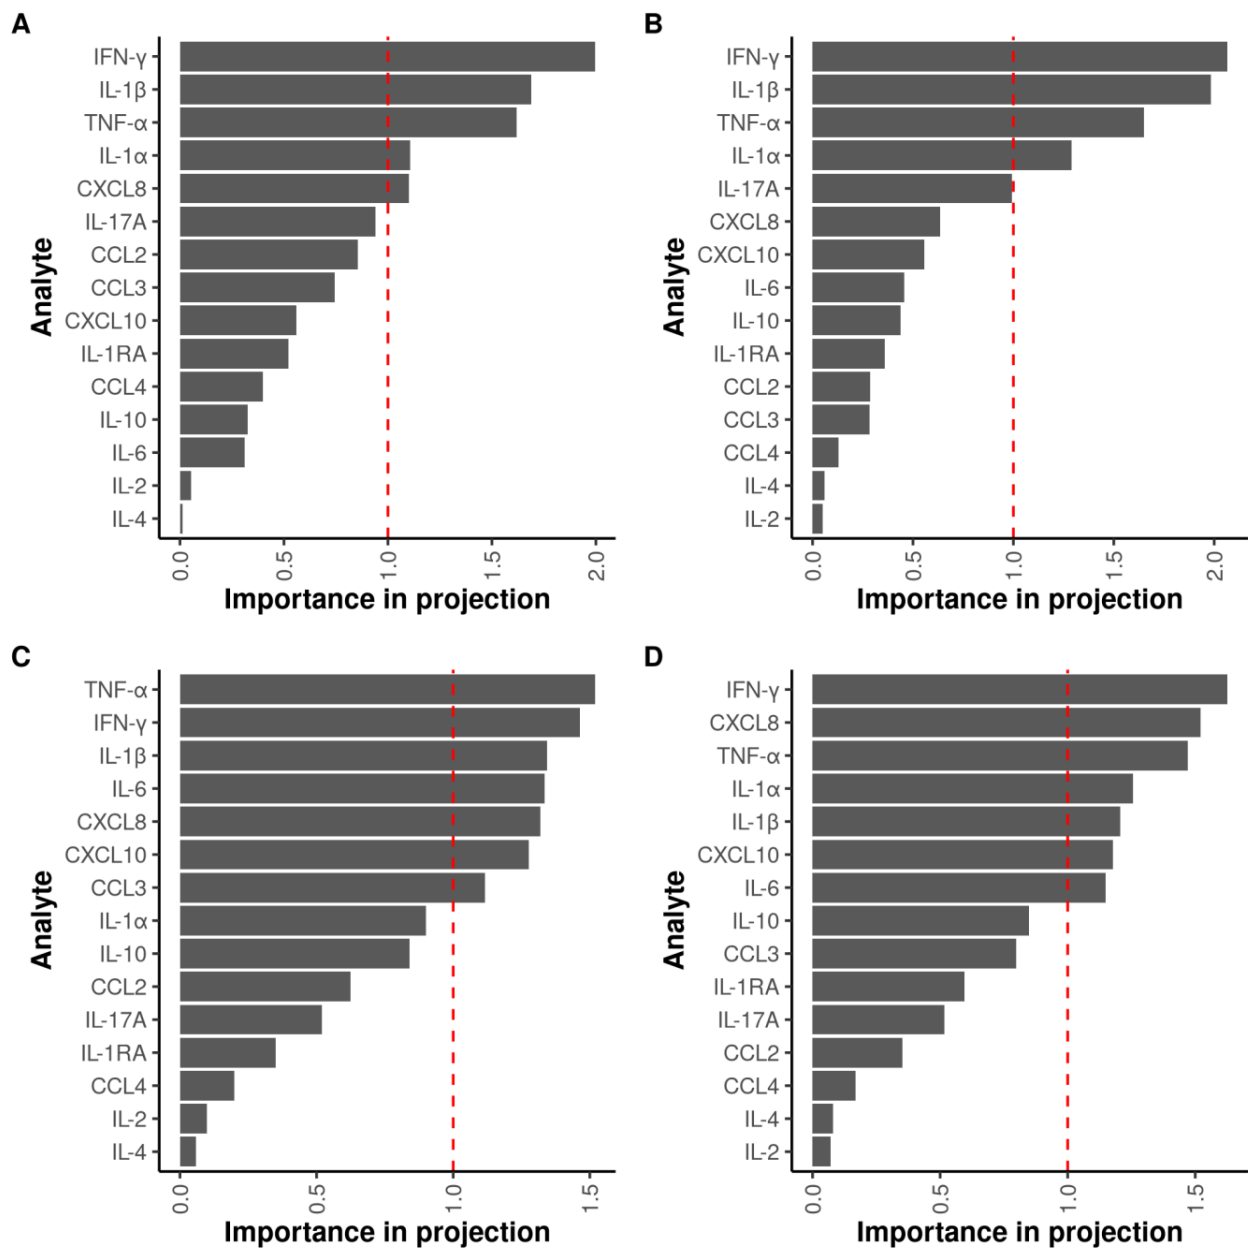 A
Analyte
IFN-γ
IL-1β
TNF-α
IL-1α
CXCL8
IL-17A
CCL2
CCL3
CXCL10
IL-1RA
CCL4
IL-10
IL-6
IL-2
IL-4
0.0 0.5 1.0 1.5 2.0
Importance in projection
B
Analyte
IFN-γ
IL-1β
TNF-α
IL-1α
IL-17A
CXCL8
CXCL10
IL-6
IL-10
IL-1RA
CCL2
CCL3
CCL4
IL-4
IL-2
0.0 0.5 1.0 1.5 2.0
Importance in projection
C
Analyte
TNF-α
IFN-γ
IL-1β
IL-6
CXCL8
CXCL10
CCL3
IL-1α
IL-10
CCL2
IL-17A
IL-1RA
CCL4
IL-2
IL-4
0.0 0.5 1.0 1.5
Importance in projection
D
Analyte
IFN-γ
CXCL8
TNF-α
IL-1α
IL-1β
CXCL10
IL-6
IL-10
CCL3
IL-1RA
IL-17A
CCL2
CCL4
IL-4
IL-2
0.0 0.5 1.0 1.5
Importance in projection